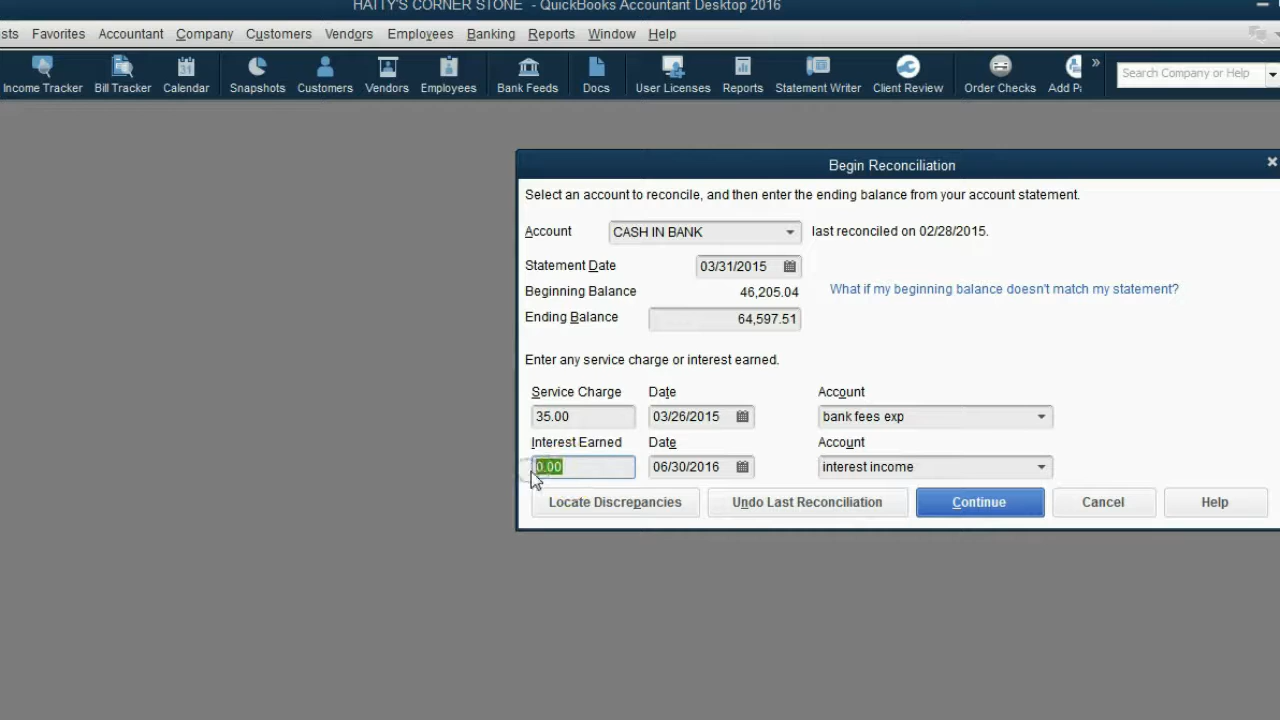 HATTY'S CORNER STONE - QuickBooks Accountant Desktop 2016
sts Favorites Accountant Company Customers Vendors Employees Banking Reports Window Help
Income Tracker Bill Tracker Calendar Snapshots Customers Vendors Employees Bank Feeds Docs User Licenses Reports Statement Writer Client Review Order Checks Add Pa » Search Company or Help
Begin Reconciliation
Select an account to reconcile, and then enter the ending balance from your account statement.
Account CASH IN BANK last reconciled on 02/28/2015.
Statement Date 03/31/2015
Beginning Balance 46,205.04 What if my beginning balance doesn't match my statement?
Ending Balance 64,597.51
Enter any service charge or interest earned.
Service Charge Date Account
35.00 03/26/2015 bank fees exp
Interest Earned Date Account
0.00 06/30/2016 interest income
Locate Discrepancies Undo Last Reconciliation Continue Cancel Help